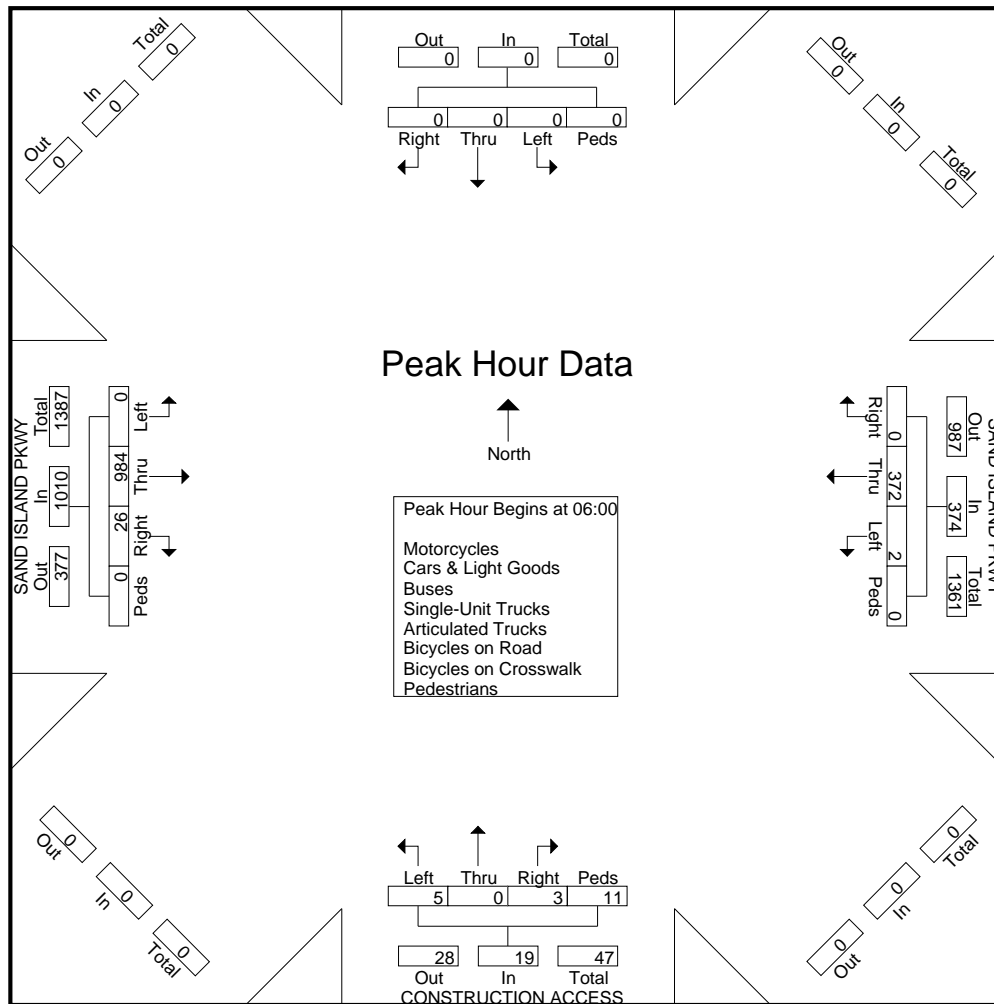 Out In Total
0 0 0
0 0 0 0
Right Thru Left Peds
Total
0
In
0
Out
0
Out
0
In
0
Total
0
Peak Hour Data
North
Peak Hour Begins at 06:00
Motorcycles
Cars & Light Goods
Buses
Single-Unit Trucks
Articulated Trucks
Bicycles on Road
Bicycles on Crosswalk
Pedestrians
SAND ISLAND PKWY
Out In Total
377 1010 1387
0 26 984 0
Peds Right Thru Left
SAND ISLAND PKWY
Out In Total
987 374 1361
0 372 2 0
Right Thru Left Peds
0
Out
0
In
0
Total
0
Total
0
In
0
Out
Left Thru Right Peds
5 0 3 11
28 19 47
Out In Total
CONSTRUCTION ACCESS